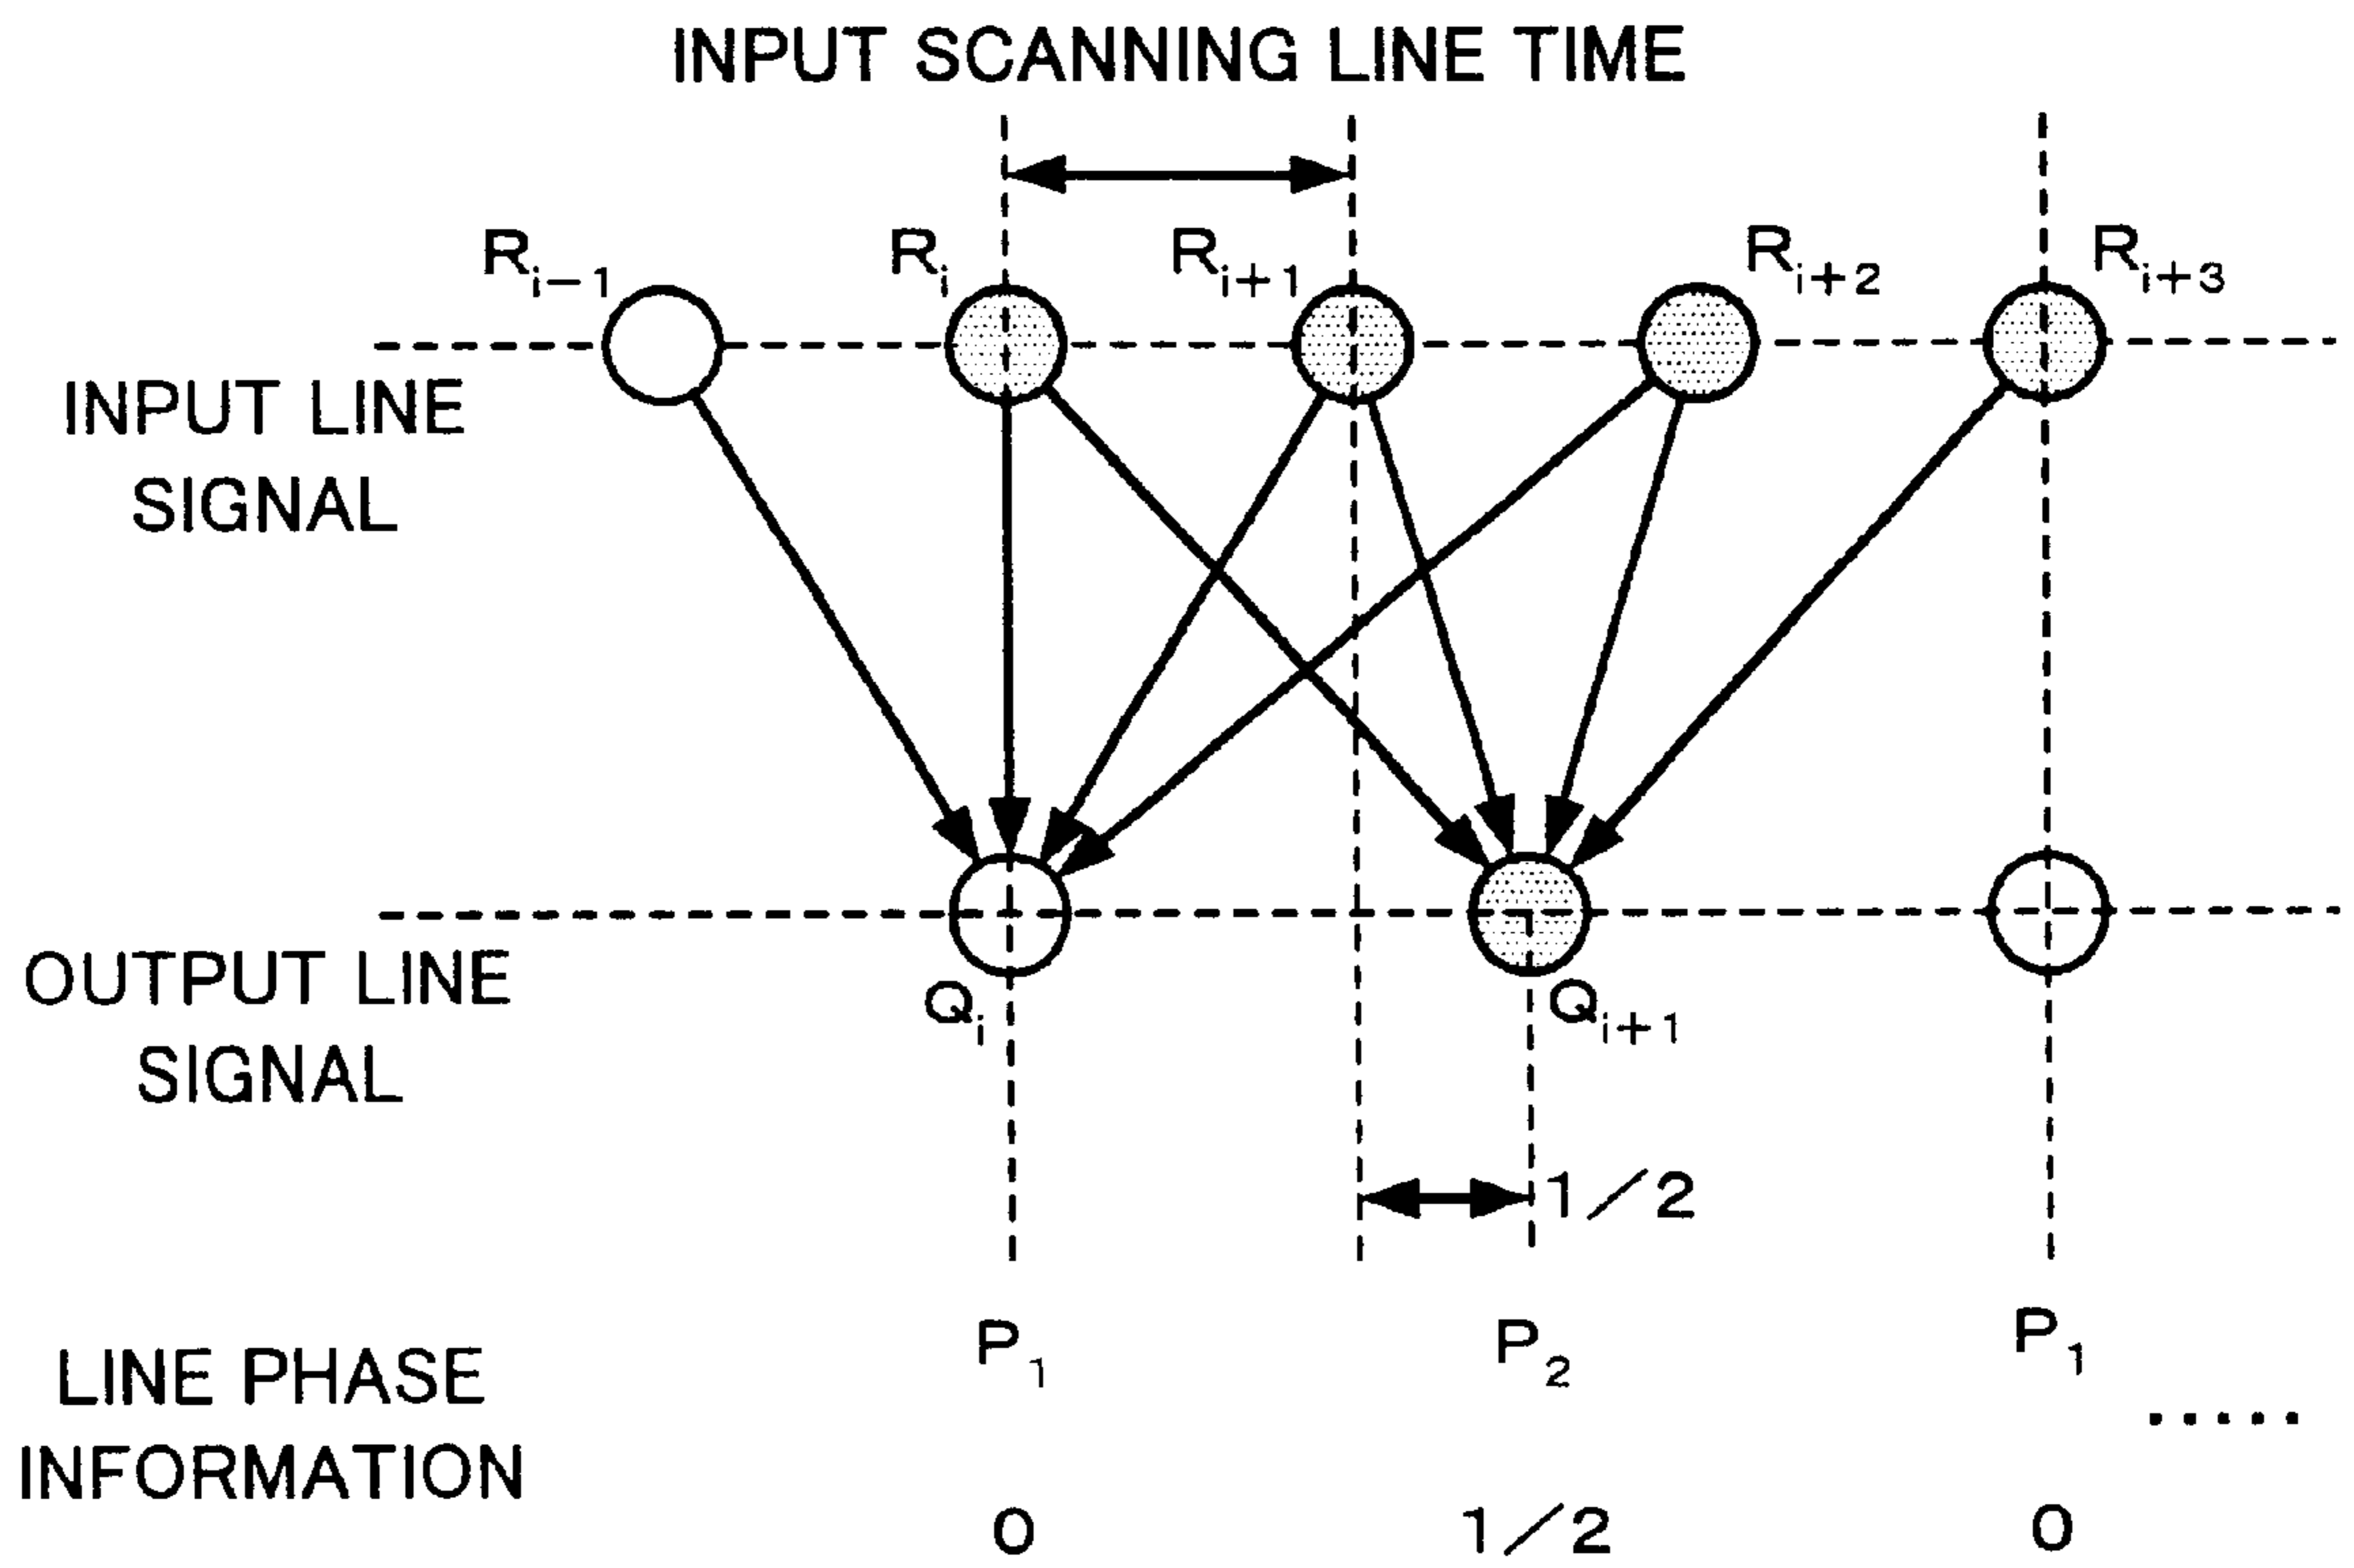 INPUT SCANNING LINE TIME
R_{i-1} R_i R_{i+1} R_{i+2} R_{i+3}
INPUT LINE
SIGNAL
OUTPUT LINE
SIGNAL
Q_i Q_{i+1}
1/2
P_1 P_2 P_1
LINE PHASE
INFORMATION
.....
0 1/2 0